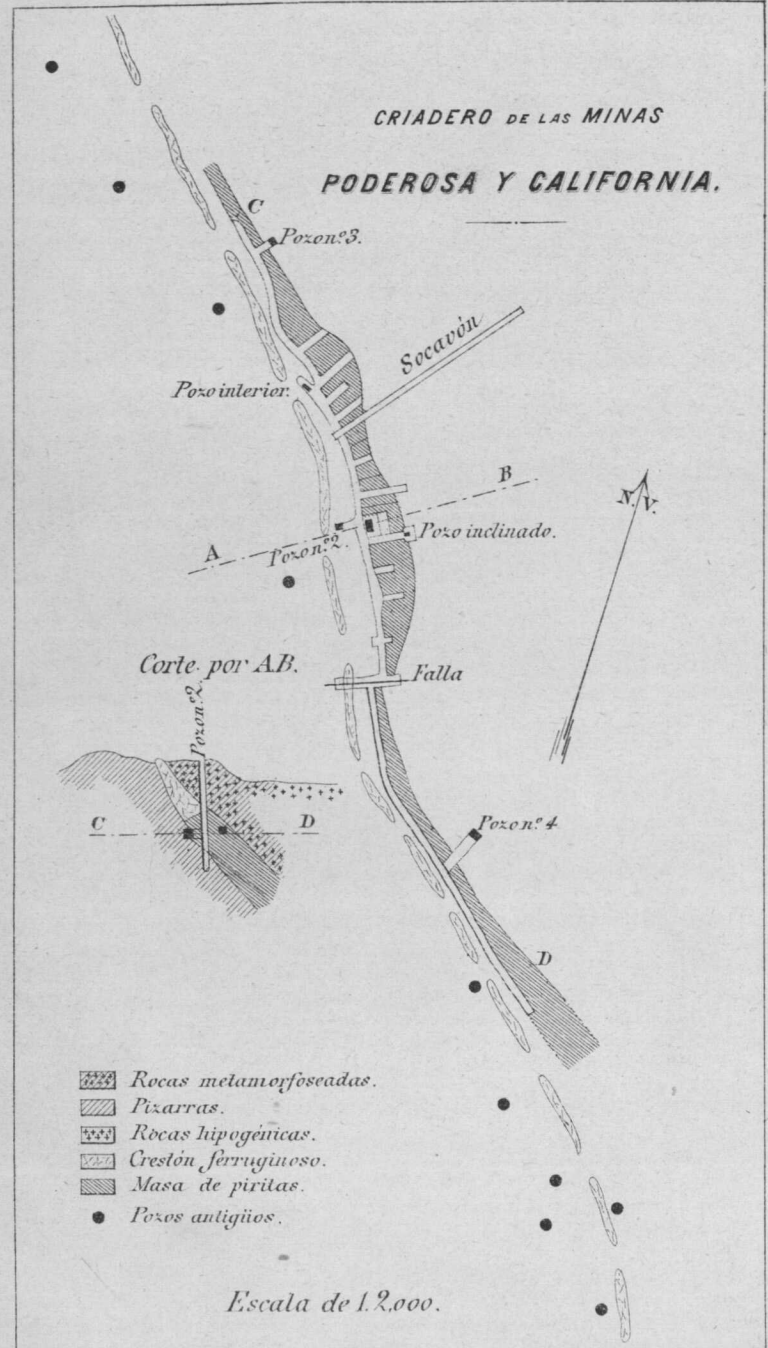 CRIADERO DE LAS MINAS
PODEROSA Y CALIFORNIA.
C
Pozo nº 3.
Socavón
Pozo interior.
B
N. V.
A
Pozo nº 2.
Pozo inclinado.
Corte por A.B.
Falla
Pozo nº 2.
C
D
Pozo nº 4
D
Rocas metamorfoseadas.
Pizarras.
Rocas hipogénicas.
Crestón ferruginoso.
Masa de piritas.
Pozos antigüos.
Escala de 1.2,000.